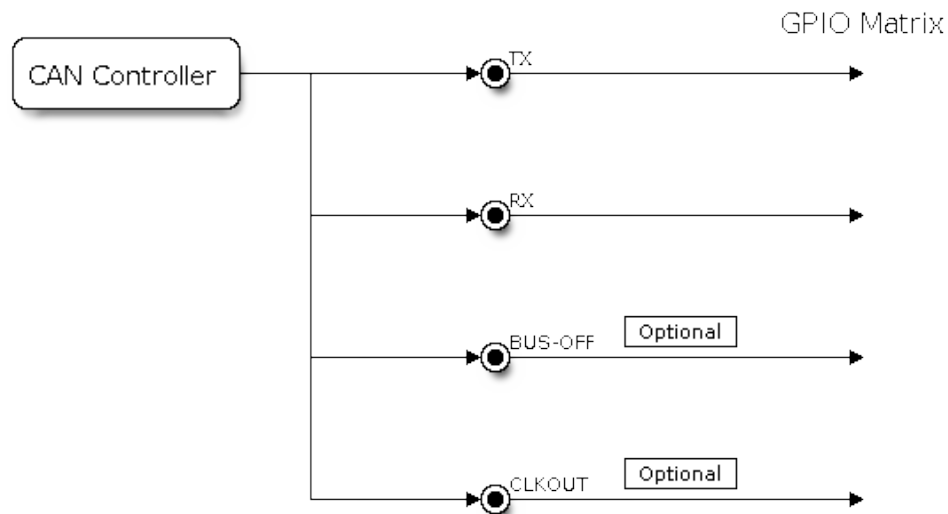 GPIO Matrix
CAN Controller
TX
RX
BUS-OFF
Optional
CLKOUT
Optional